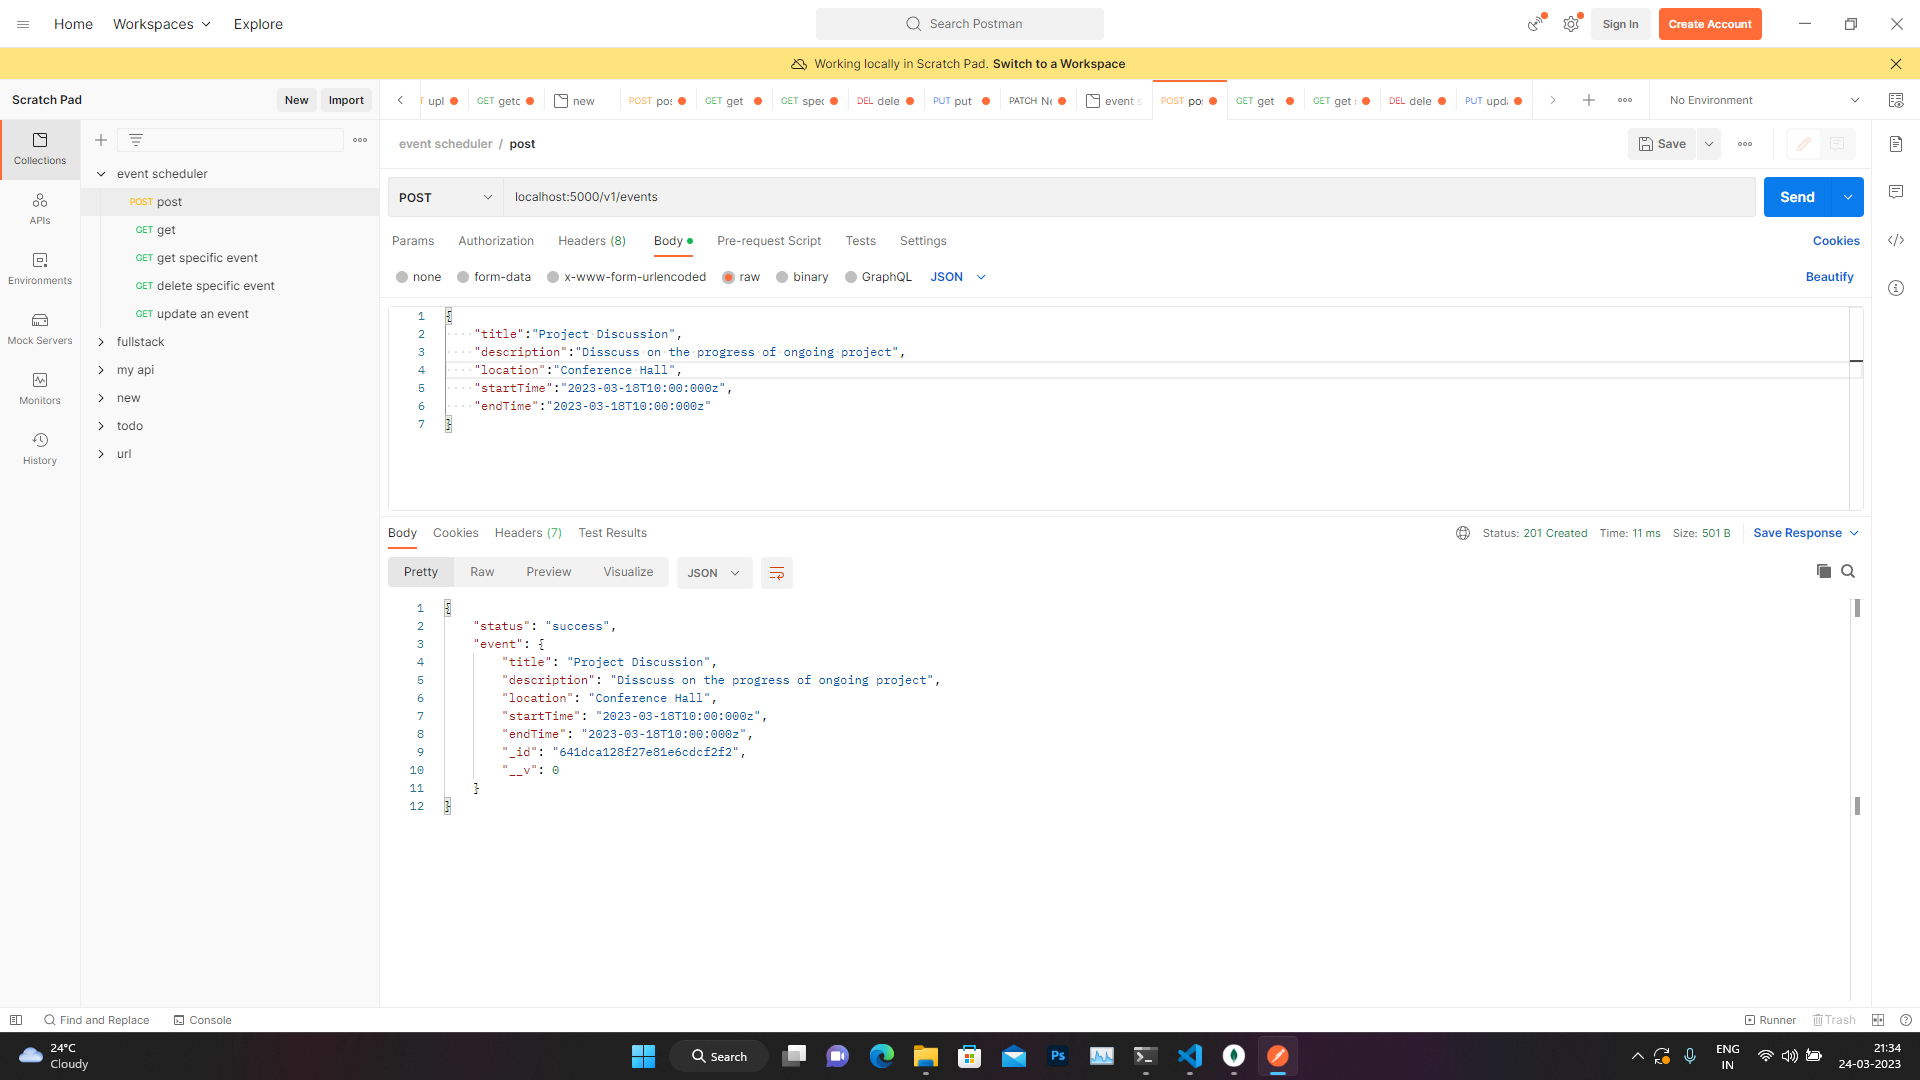 Home
Workspaces
Explore
Search Postman
Sign In
Create Account
Working locally in Scratch Pad. Switch to a Workspace
Scratch Pad
New
Import
upl
GET getc
new
POST po
GET get
GET spec
DEL dele
PUT put
PATCH Ne
event s
POST po
GET get
GET get
DEL dele
PUT upd
No Environment
Collections
APIs
Environments
Mock Servers
Monitors
History
event scheduler
POST post
GET get
GET get specific event
GET delete specific event
GET update an event
fullstack
my api
new
todo
url
event scheduler / post
Save
POST
localhost:5000/v1/events
Send
Params
Authorization
Headers (8)
Body
Pre-request Script
Tests
Settings
Cookies
none
form-data
x-www-form-urlencoded
raw
binary
GraphQL
JSON
Beautify
1 {
2 "title":"Project Discussion",
3 "description":"Disscuss on the progress of ongoing project",
4 "location":"Conference Hall",
5 "startTime":"2023-03-18T10:00:000z",
6 "endTime":"2023-03-18T10:00:000z"
7 }
Body
Cookies
Headers (7)
Test Results
Status: 201 Created
Time: 11 ms
Size: 501 B
Save Response
Pretty
Raw
Preview
Visualize
JSON
1 {
2 "status": "success",
3 "event": {
4 "title": "Project Discussion",
5 "description": "Disscuss on the progress of ongoing project",
6 "location": "Conference Hall",
7 "startTime": "2023-03-18T10:00:000z",
8 "endTime": "2023-03-18T10:00:000z",
9 "_id": "641dca128f27e81e6cdcf2f2",
10 "__v": 0
11 }
12 }
Find and Replace
Console
Runner
Trash
24°C
Cloudy
Search
Ps
ENG
IN
21:34
24-03-2023